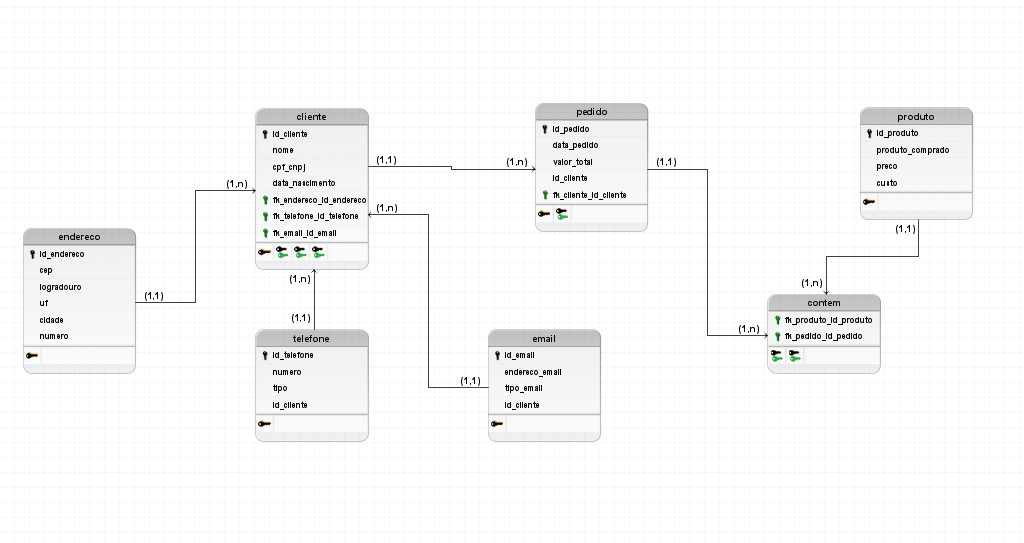 cliente
id_cliente
nome
cpf_cnpj
data_nascimento
fk_endereco_id_endereco
fk_telefone_id_telefone
fk_email_id_email
pedido
id_pedido
data_pedido
valor_total
id_cliente
fk_cliente_id_cliente
produto
id_produto
produto_comprado
preco
custo
endereco
id_endereco
cep
logradouro
uf
cidade
numero
telefone
id_telefone
numero
tipo
id_cliente
email
id_email
endereco_email
tipo_email
id_cliente
contem
fk_produto_id_produto
fk_pedido_id_pedido
(1,1)
(1,n)
(1,1)
(1,n)
(1,1)
(1,n)
(1,1)
(1,n)
(1,1)
(1,n)
(1,1)
(1,n)